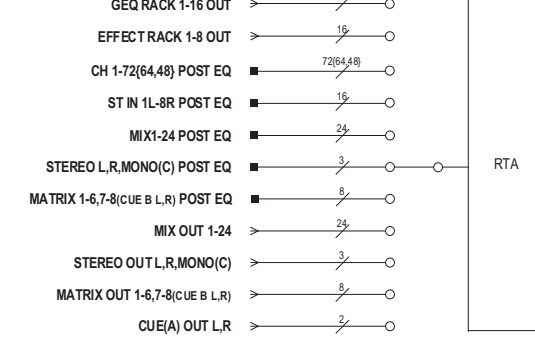 GEQ RACK 1-16 OUT
EFFECT RACK 1-8 OUT 16
CH 1-72{64,48} POST EQ 72{64,48}
ST IN 1L-8R POST EQ 16
MIX1-24 POST EQ 24
STEREO L,R,MONO(C) POST EQ 3 RTA
MATRIX 1-6,7-8(CUE B L,R) POST EQ 8
MIX OUT 1-24 24
STEREO OUT L,R,MONO(C) 3
MATRIX OUT 1-6,7-8(CUE B L,R) 8
CUE(A) OUT L,R 2